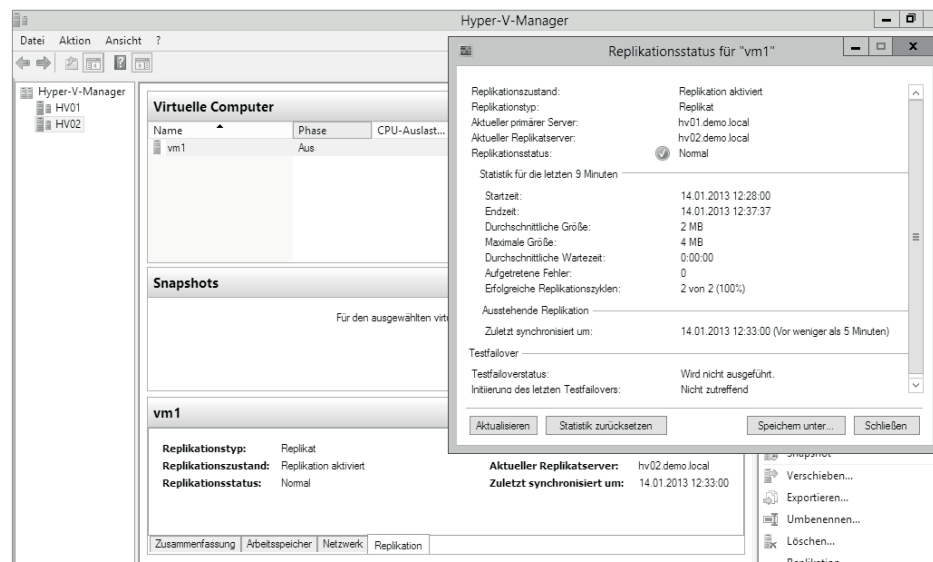 Hyper-V-Manager
Datei Aktion Ansicht ?
Hyper-V-Manager
HV01
HV02
Virtuelle Computer
Name Phase CPU-Auslast...
vm1 Aus
Snapshots
Für den ausgewählten
vm1
Replikationstyp: Replikat
Replikationszustand: Replikation aktiviert
Replikationsstatus: Normal
Aktueller Replikatserver: hv02.demo.local
Zuletzt synchronisiert um: 14.01.2013 12:33:00
Zusammenfassung Arbeitsspeicher Netzwerk Replikation
Replikationsstatus für "vm1"
Replikationszustand: Replikation aktiviert
Replikationstyp: Replikat
Aktueller primärer Server: hv01.demo.local
Aktueller Replikatserver: hv02.demo.local
Replikationsstatus: Normal
Statistik für die letzten 9 Minuten
Startzeit: 14.01.2013 12:28:00
Endzeit: 14.01.2013 12:37:37
Durchschnittliche Größe: 2 MB
Maximale Größe: 4 MB
Durchschnittliche Wartezeit: 0:00:00
Aufgetretene Fehler: 0
Erfolgreiche Replikationszyklen: 2 von 2 (100%)
Ausstehende Replikation
Zuletzt synchronisiert um: 14.01.2013 12:33:00 (Vor weniger als 5 Minuten)
Testfailover
Testfailoverstatus: Wird nicht ausgeführt.
Initiierung des letzten Testfailovers: Nicht zutreffend
Aktualisieren Statistik zurücksetzen Speichern unter... Schließen
Snapshot
Verschieben...
Exportieren...
Umbenennen...
Löschen...